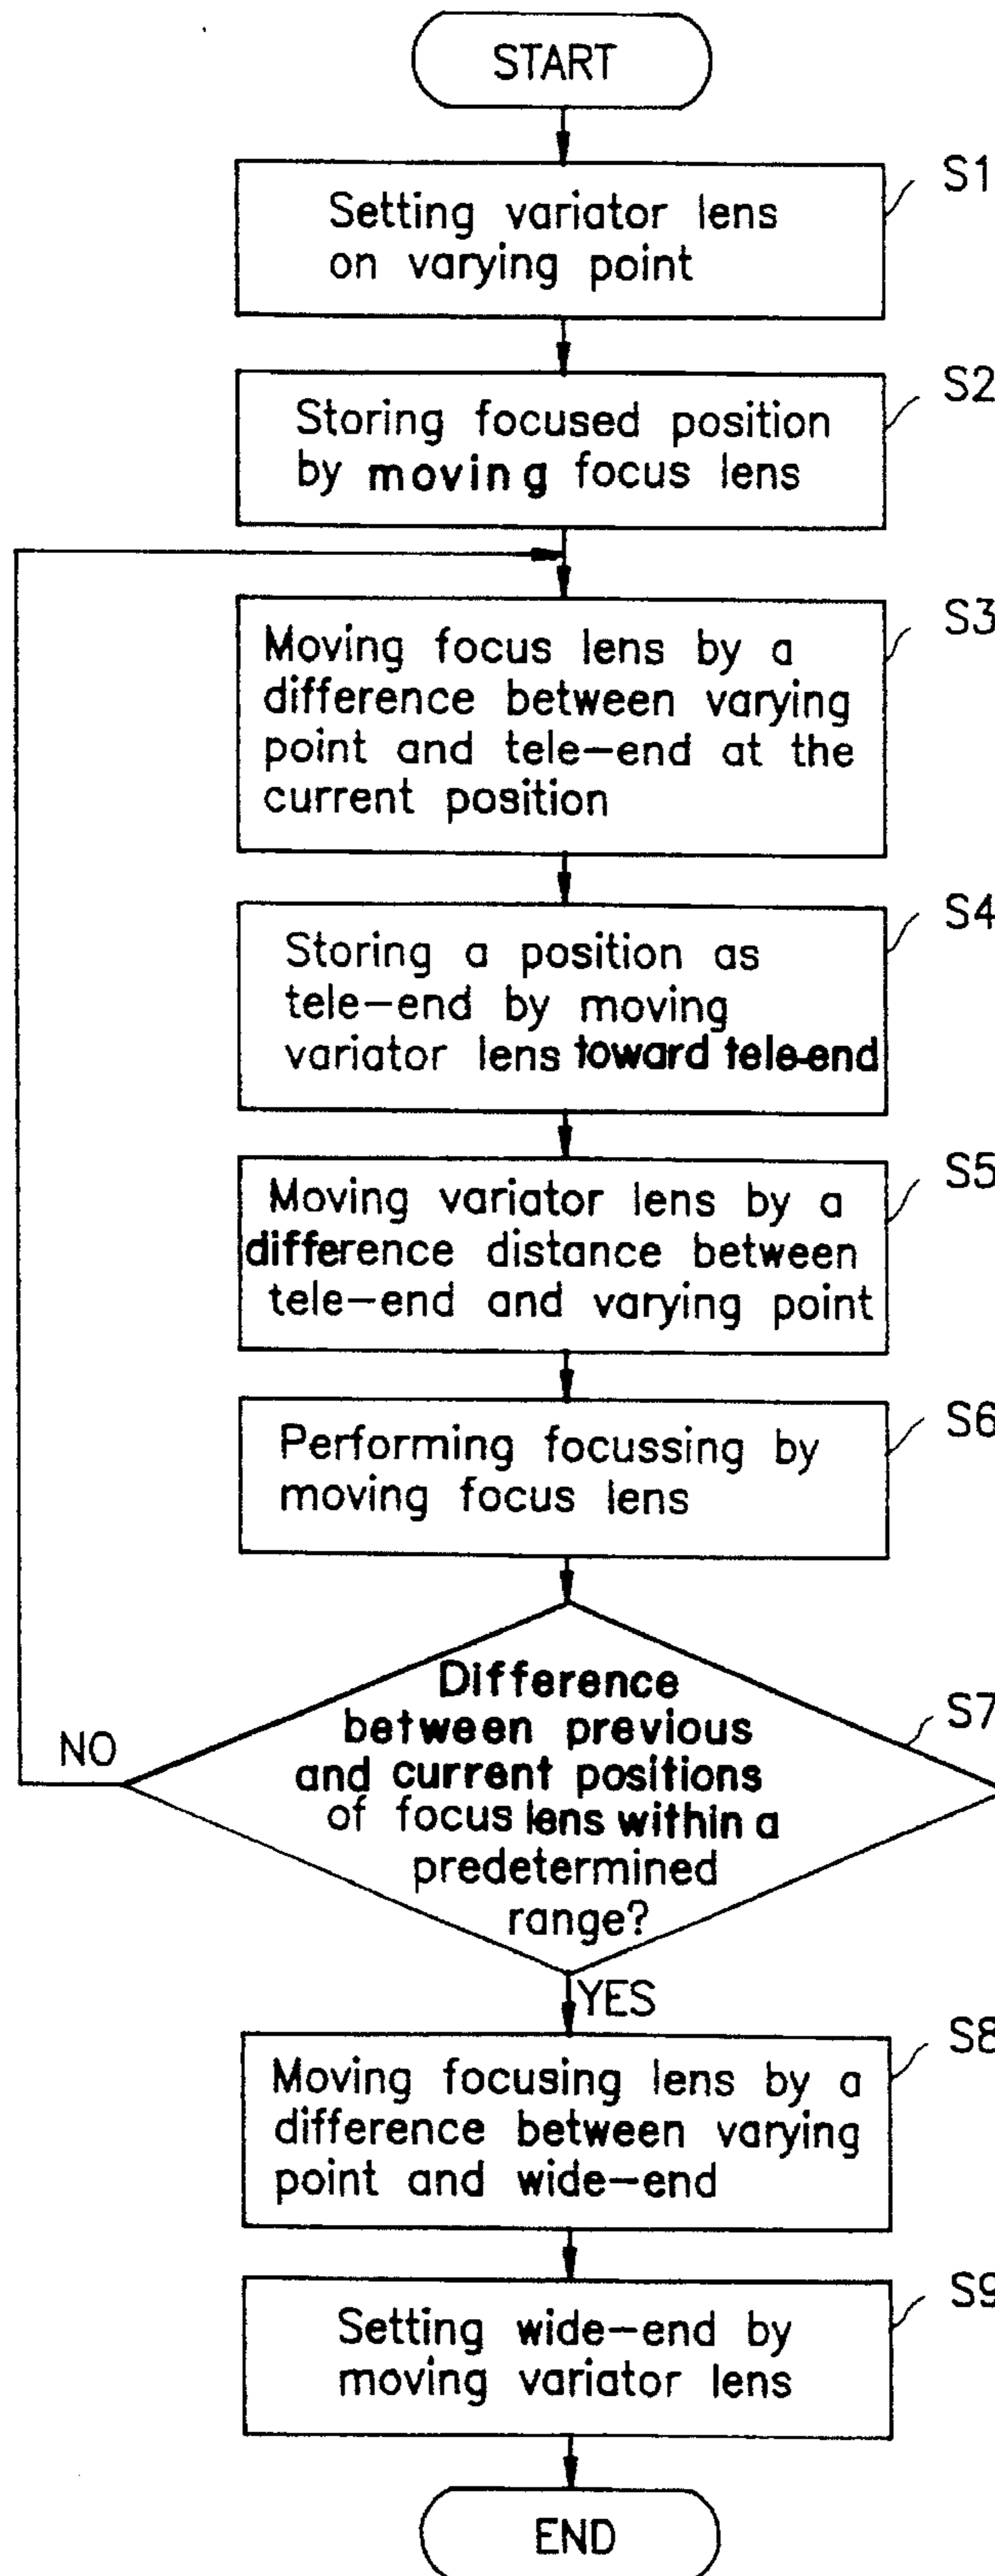 START
S1
Setting variator lens
on varying point
S2
Storing focused position
by moving focus lens
S3
Moving focus lens by a
difference between varying
point and tele-end at the
current position
S4
Storing a position as
tele-end by moving
variator lens toward tele-end
S5
Moving variator lens by a
difference distance between
tele-end and varying point
S6
Performing focussing by
moving focus lens
S7
Difference
between previous
and current positions
of focus lens within a
predetermined
range?
NO
YES
S8
Moving focusing lens by a
difference between varying
point and wide-end
S9
Setting wide-end by
moving variator lens
END